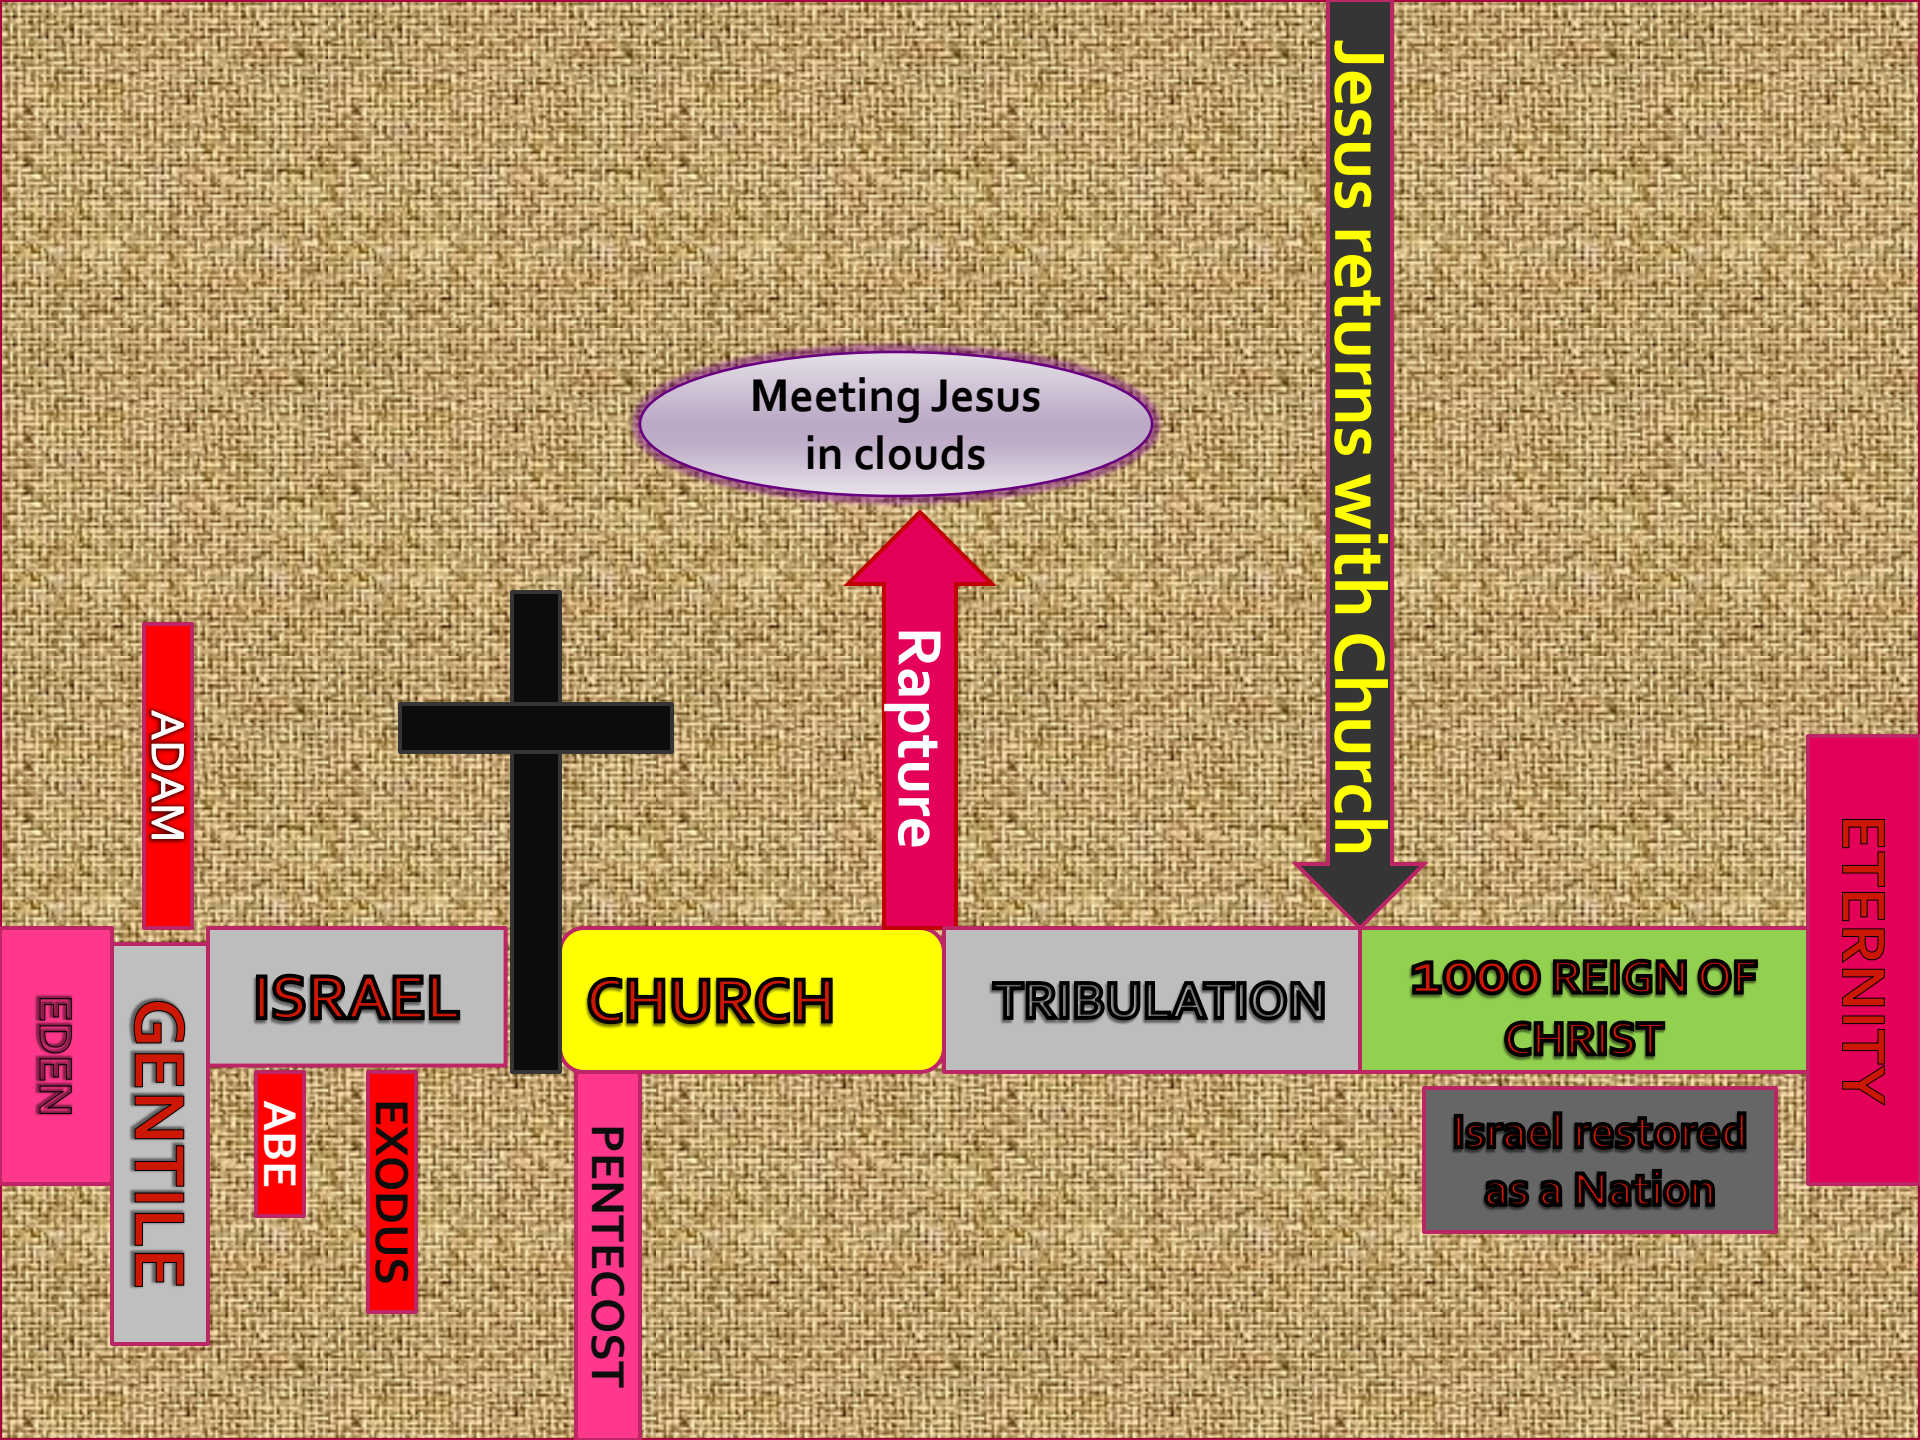 Jesus returns with Church
Meeting Jesus
in clouds
Rapture
ADAM
EDEN
GENTILE
ISRAEL
CHURCH
TRIBULATION
1000 REIGN OF
CHRIST
ETERNITY
ABE
EXODUS
PENTECOST
Israel restored
as a Nation